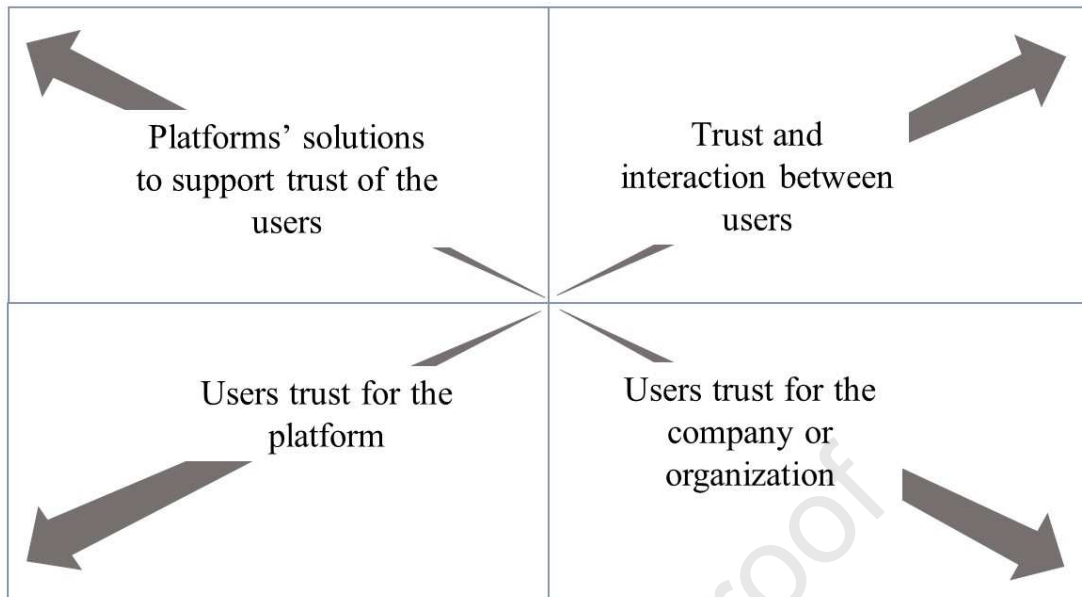 Platforms’ solutions
to support trust of the
users
Trust and
interaction between
users
Users trust for the
platform
Users trust for the
company or
organization
roof